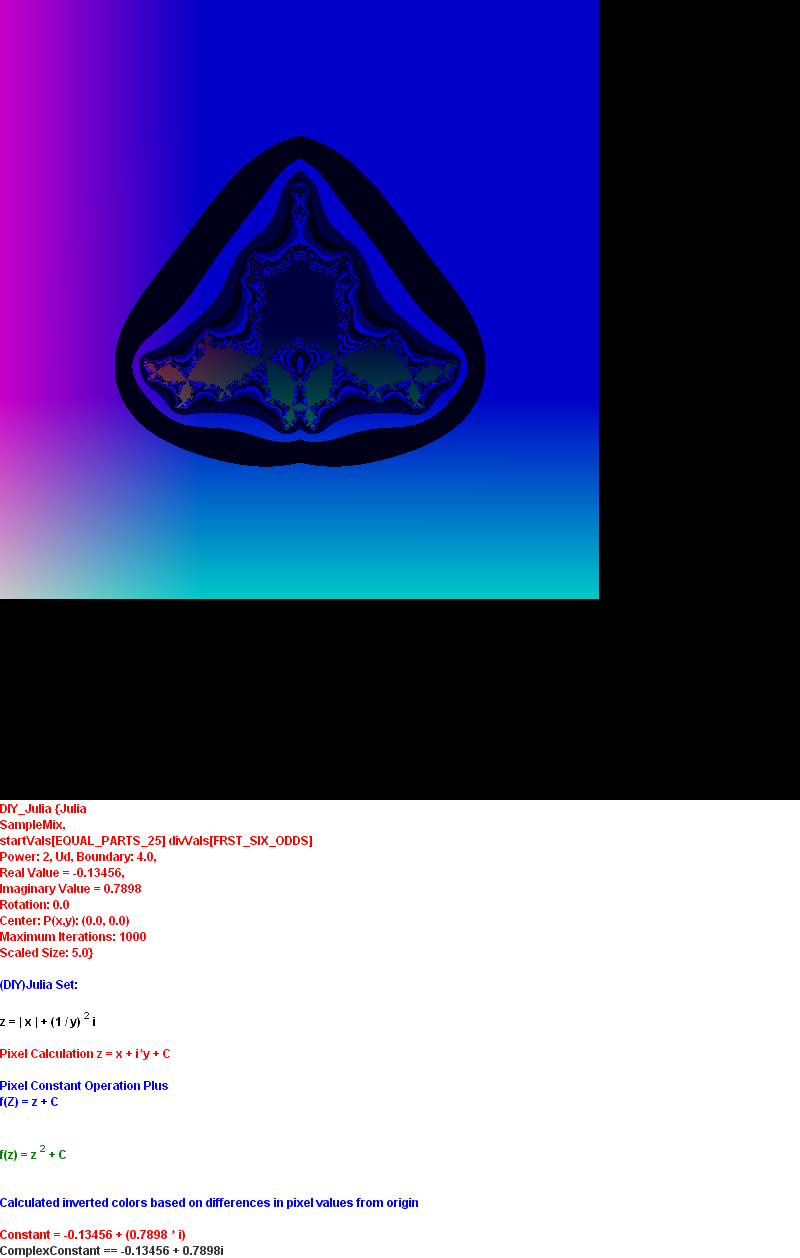 DIY_Julia {Julia
SampleMix,
startVals[EQUAL_PARTS_25] divVals[FRST_SIX_ODDS]
Power: 2, Ud, Boundary: 4.0,
Real Value = -0.13456,
Imaginary Value = 0.7898
Rotation: 0.0
Center: P(x,y): (0.0, 0.0)
Maximum Iterations: 1000
Scaled Size: 5.0}
(DIY)Julia Set:
z = | x | + (1 / y) 2 i
Pixel Calculation z = x + i*y + C
Pixel Constant Operation Plus
f(Z) = z + C
f(z) = z 2 + C
Calculated inverted colors based on differences in pixel values from origin
Constant = -0.13456 + (0.7898 * i)
ComplexConstant == -0.13456 + 0.7898i